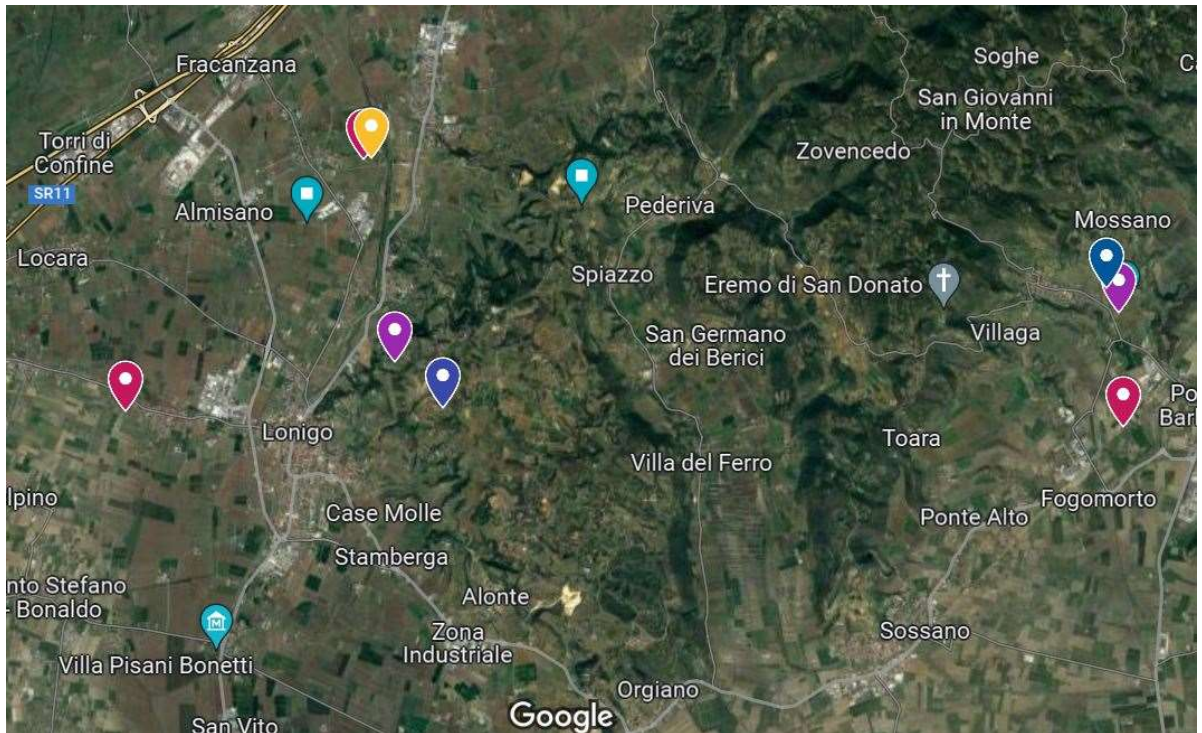 Fracanzana
Soghe
San Giovanni
in Monte
Torri di
Confine
Zovencedo
SR11
Almisano
Pederiva
Mossano
Locara
Spiazzo
Eremo di San Donato
San Germano
dei Berici
Villaga
Lonigo
Toara
Villa del Ferro
Case Molle
Fogomorto
Ponte Alto
Stamberga
Alonte
nto Stefano
- Bonaldo
Zona
Industriale
Sossano
Villa Pisani Bonetti
Orgiano
Google
San Vito
lpino
Po
Bar
M